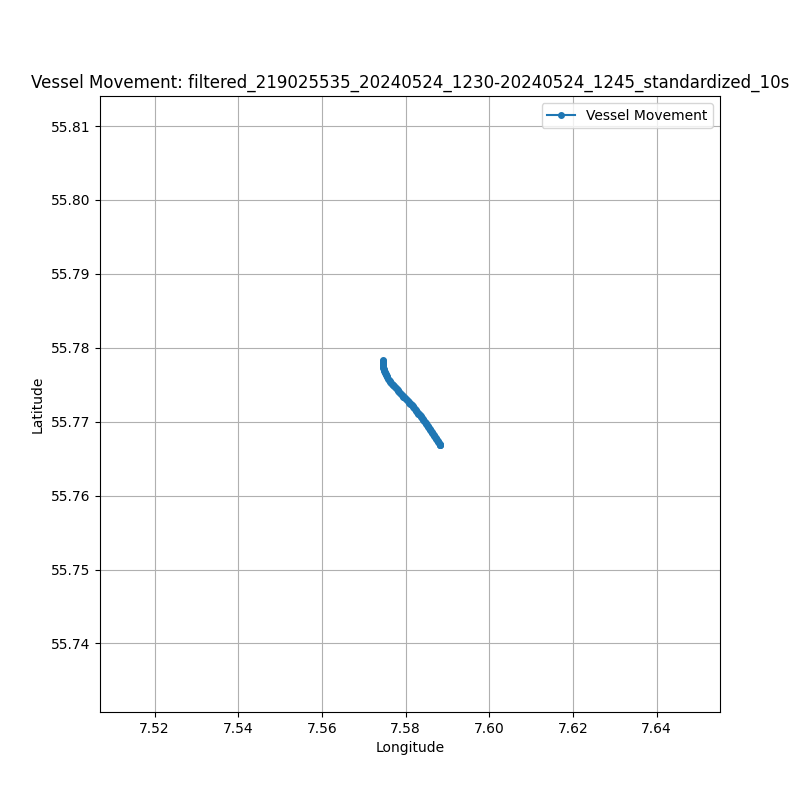 Vessel Movement: filtered_219025535_20240524_1230-20240524_1245_standardized_10s
Vessel Movement
55.81
55.80
55.79
55.78
55.77
55.76
55.75
55.74
Latitude
7.52 7.54 7.56 7.58 7.60 7.62 7.64
Longitude